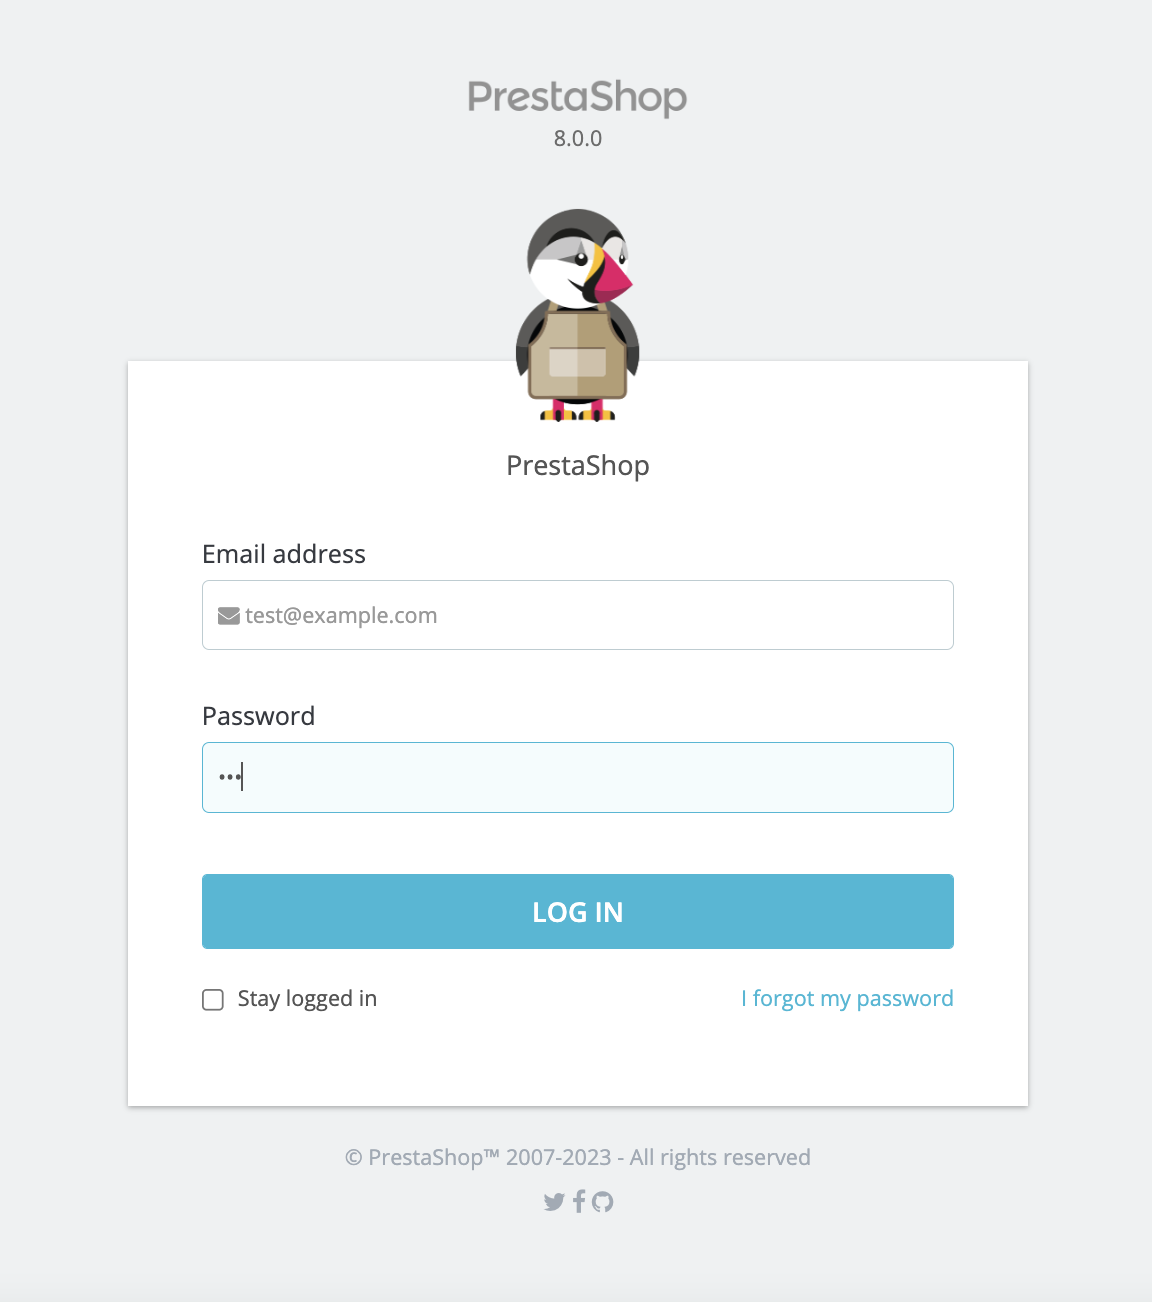 PrestaShop
8.0.0
PrestaShop
Email address
test@example.com
Password
•••
LOG IN
Stay logged in
I forgot my password
© PrestaShop™ 2007-2023 - All rights reserved